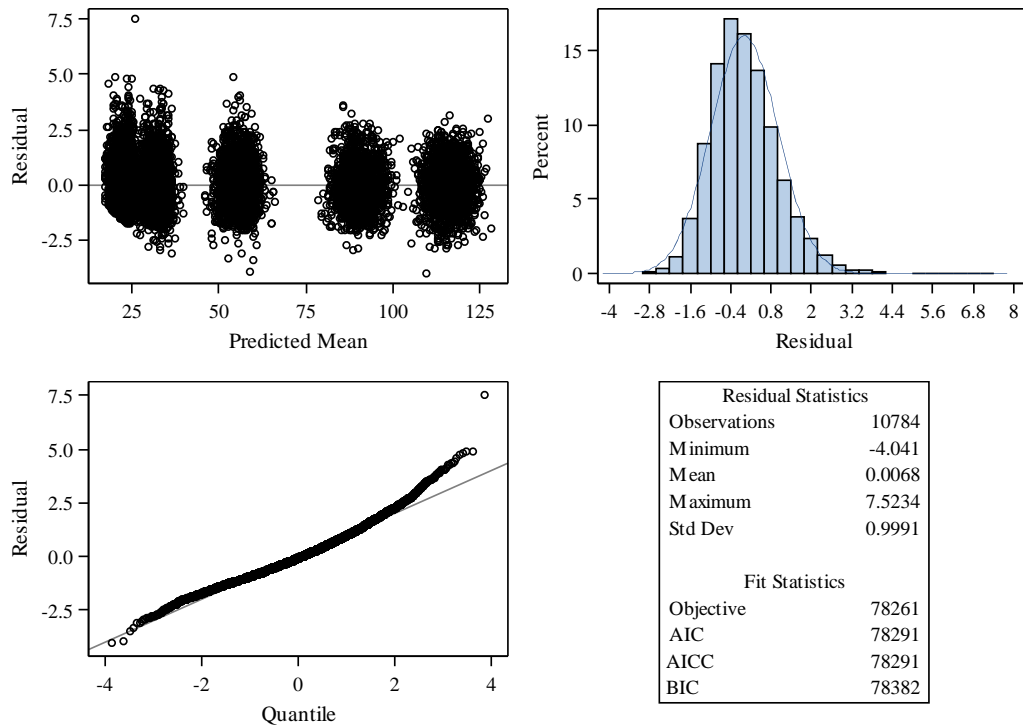 7.5
5.0
2.5
0.0
-2.5
Residual
25
50
75
100
125
Predicted Mean
15
10
5
0
Percent
-4
-2.8
-1.6
-0.4
0.8
2
3.2
4.4
5.6
6.8
8
Residual
7.5
5.0
2.5
0.0
-2.5
Residual
-4
-2
0
2
4
Quantile
Residual Statistics
Observations 10784
Minimum -4.041
Mean 0.0068
Maximum 7.5234
Std Dev 0.9991
Fit Statistics
Objective 78261
AIC 78291
AICC 78291
BIC 78382